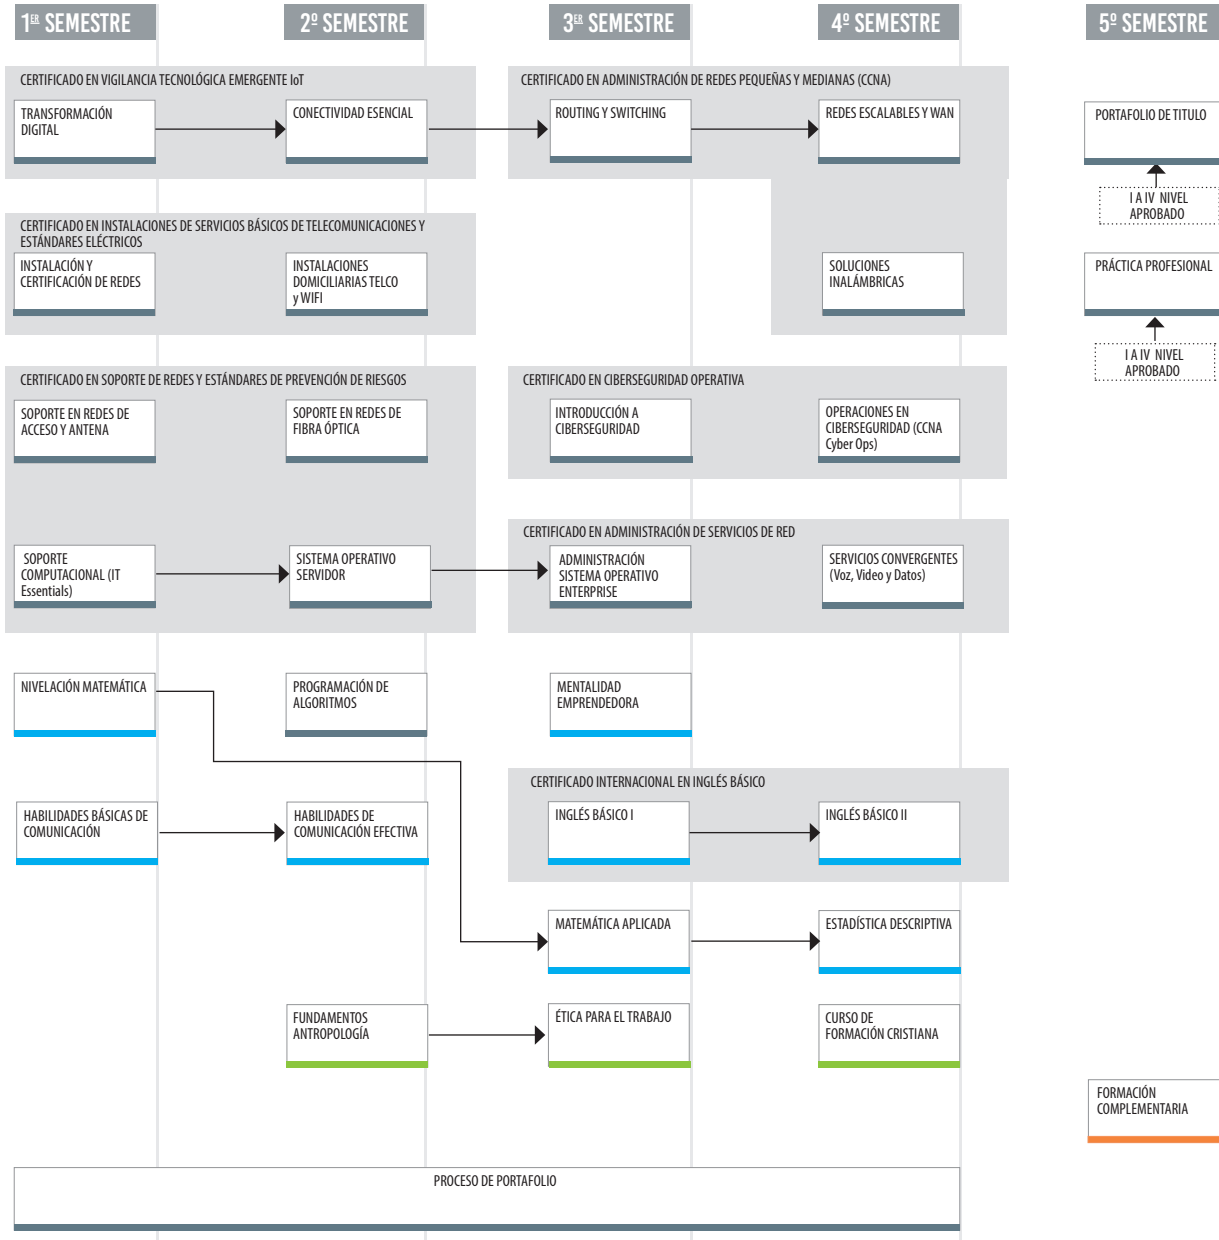 1ER SEMESTRE
2º SEMESTRE
3ER SEMESTRE
4º SEMESTRE
5º SEMESTRE
CERTIFICADO EN VIGILANCIA TECNOLÓGICA EMERGENTE IoT
CERTIFICADO EN ADMINISTRACIÓN DE REDES PEQUEÑAS Y MEDIANAS (CCNA)
TRANSFORMACIÓN
DIGITAL
CONECTIVIDAD ESENCIAL
ROUTING Y SWITCHING
REDES ESCALABLES Y WAN
PORTAFOLIO DE TITULO
I A IV NIVEL
APROBADO
CERTIFICADO EN INSTALACIONES DE SERVICIOS BÁSICOS DE TELECOMUNICACIONES Y
ESTÁNDARES ELÉCTRICOS
INSTALACIÓN Y
CERTIFICACIÓN DE REDES
INSTALACIONES
DOMICILIARIAS TELCO
y WIFI
SOLUCIONES
INALÁMBRICAS
PRÁCTICA PROFESIONAL
I A IV NIVEL
APROBADO
CERTIFICADO EN SOPORTE DE REDES Y ESTÁNDARES DE PREVENCIÓN DE RIESGOS
CERTIFICADO EN CIBERSEGURIDAD OPERATIVA
SOPORTE EN REDES DE
ACCESO Y ANTENA
SOPORTE EN REDES DE
FIBRA ÓPTICA
INTRODUCCIÓN A
CIBERSEGURIDAD
OPERACIONES EN
CIBERSEGURIDAD (CCNA
Cyber Ops)
CERTIFICADO EN ADMINISTRACIÓN DE SERVICIOS DE RED
SOPORTE
COMPUTACIONAL (IT
Essentials)
SISTEMA OPERATIVO
SERVIDOR
ADMINISTRACIÓN
SISTEMA OPERATIVO
ENTERPRISE
SERVICIOS CONVERGENTES
(Voz, Video y Datos)
NIVELACIÓN MATEMÁTICA
PROGRAMACIÓN DE
ALGORITMOS
MENTALIDAD
EMPRENDEDORA
CERTIFICADO INTERNACIONAL EN INGLÉS BÁSICO
HABILIDADES BÁSICAS DE
COMUNICACIÓN
HABILIDADES DE
COMUNICACIÓN EFECTIVA
INGLÉS BÁSICO I
INGLÉS BÁSICO II
MATEMÁTICA APLICADA
ESTADÍSTICA DESCRIPTIVA
FUNDAMENTOS
ANTROPOLOGÍA
ÉTICA PARA EL TRABAJO
CURSO DE
FORMACIÓN CRISTIANA
FORMACIÓN
COMPLEMENTARIA
PROCESO DE PORTAFOLIO